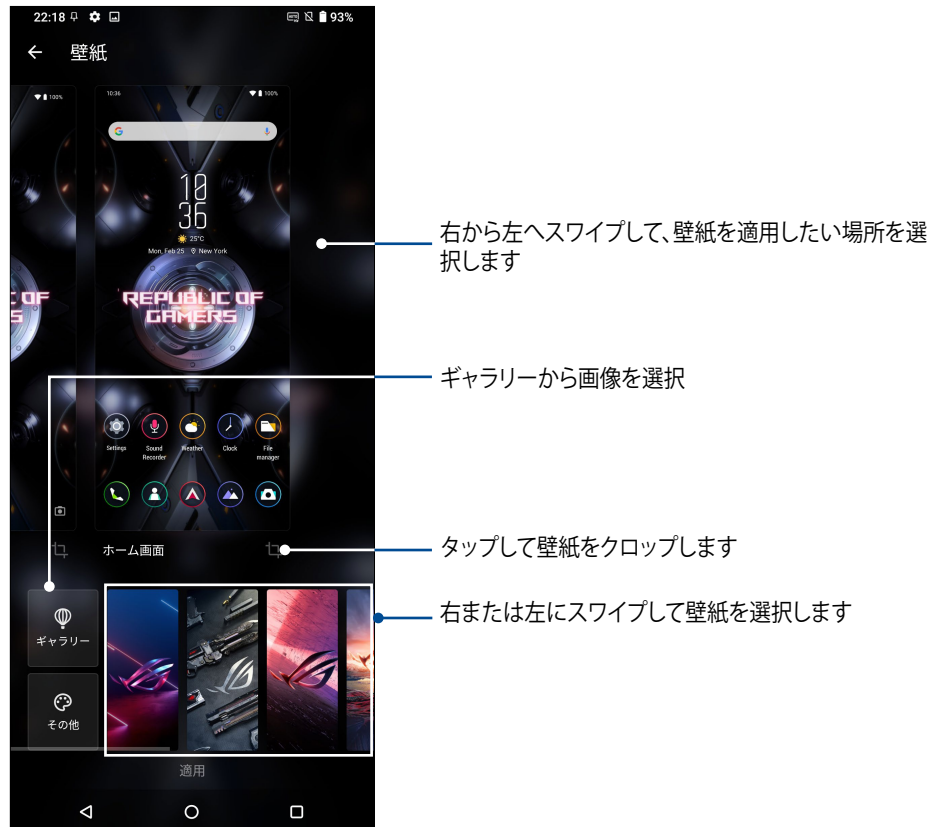 22:18
93%
壁紙
100%
10:36
100%
10
36
25°C
Mon, Feb 25 New York
OF
S
REPUBLIC OF
GAMERS
Settings
Sound
Recorder
Weather
Clock
File
manager
ホーム画面
ギャラリー
その他
適用
右から左へスワイプして、壁紙を適用したい場所を選
択します
ギャラリーから画像を選択
タップして壁紙をクロップします
右または左にスワイプして壁紙を選択します